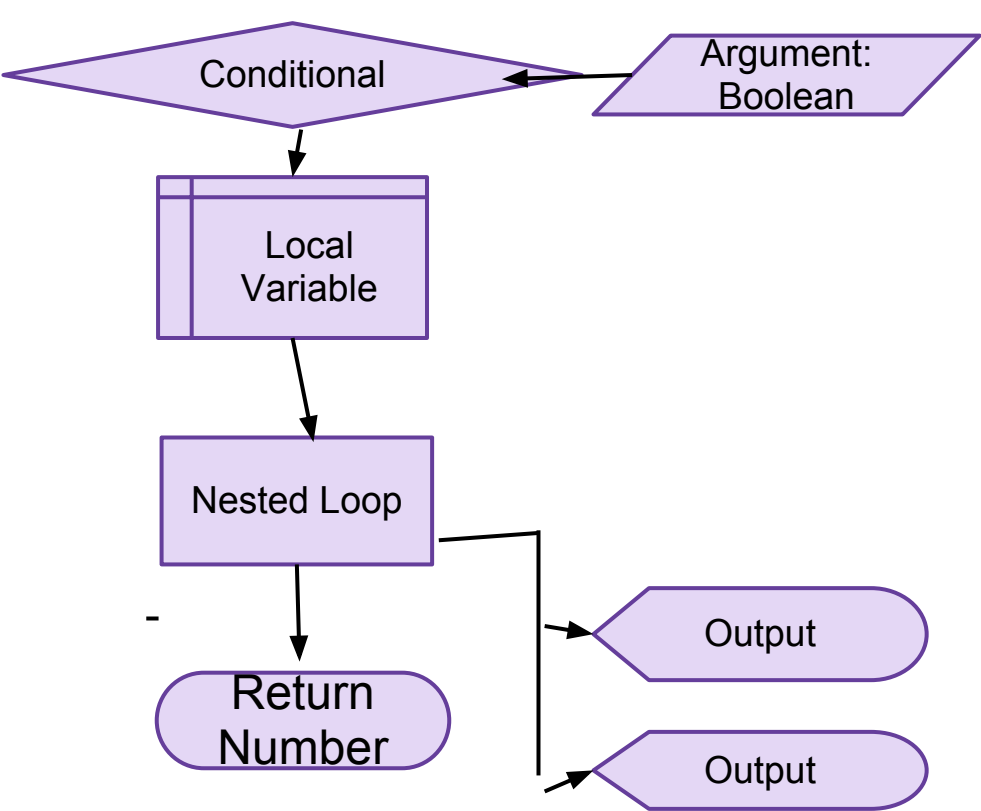 Conditional
Argument:
Boolean
Local
Variable
Nested Loop
-
Output
Return
Number
Output